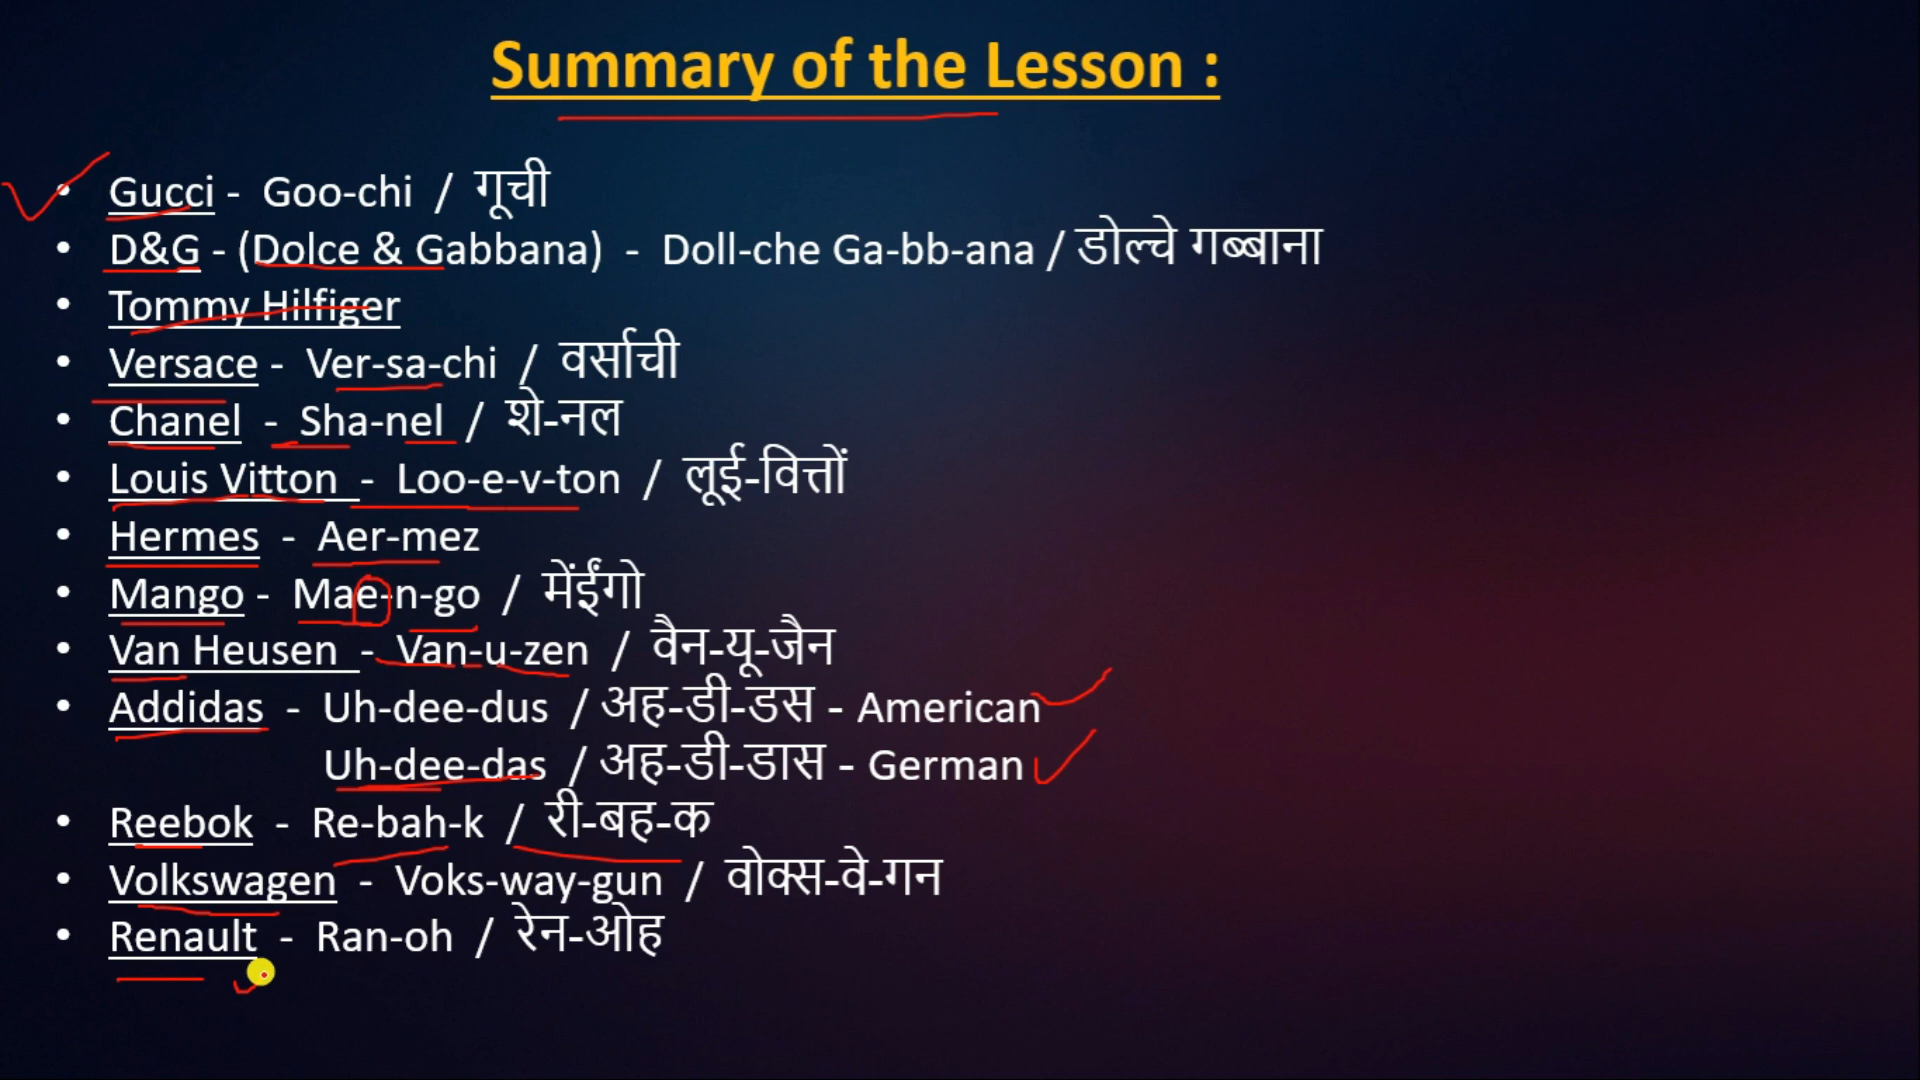 Summary of the Lesson :
• Gucci - Goo-chi / गूची
• D&G - (Dolce & Gabbana) - Doll-che Ga-bb-ana / डोल्चे गब्बाना
• Tommy Hilfiger
• Versace - Ver-sa-chi / वर्साची
• Chanel - Sha-nel / शे-नल
• Louis Vitton - Loo-e-v-ton / लूई-वित्तों
• Hermes - Aer-mez
• Mango - Mae-n-go / मेंईंगो
• Van Heusen - Van-u-zen / वैन-यू-जैन
• Addidas - Uh-dee-dus / अह-डी-डस - American
Uh-dee-das / अह-डी-डास - German
• Reebok - Re-bah-k / री-बह-क
• Volkswagen - Voks-way-gun / वोक्स-वे-गन
• Renault - Ran-oh / रेन-ओह